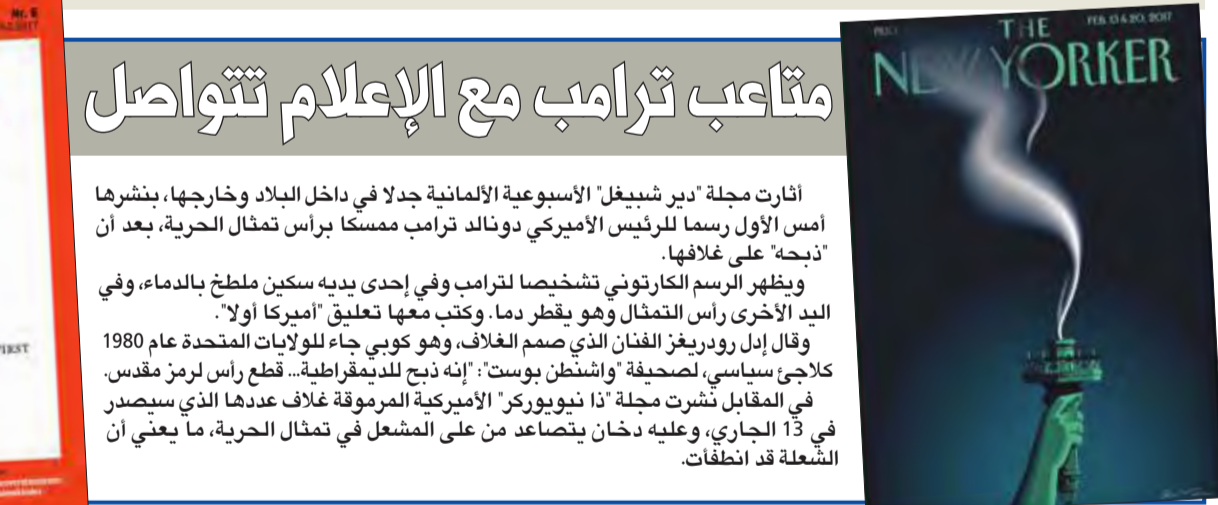 متاعب ترامب مع الإعلام تتواصل
أثارت مجلة "دير شبيغل" الأسبوعية الألمانية جدلا في داخل البلاد وخارجها، بنشرها
أمس الأول رسما للرئيس الأميركي دونالد ترامب ممسكا برأس تمثال الحرية، بعد أن
"ذبحه" على غلافها.
ويظهر الرسم الكارتوني تشخيصا لترامب وفي إحدى يديه سكين ملطخ بالدماء، وفي
اليد الأخرى رأس التمثال وهو يقطر دما. وكتب معها تعليق "أميركا أولا".
وقال إدل رودريغز الفنان الذي صمم الغلاف، وهو كوبي جاء للولايات المتحدة عام 1980
كلاجئ سياسي، لصحيفة "واشنطن بوست": "إنه ذبح للديمقراطية... قطع رأس لرمز مقدس.
في المقابل نشرت مجلة "ذا نيويوركر" الأميركية المرموقة غلاف عددها الذي سيصدر
في 13 الجاري، وعليه دخان يتصاعد من على المشعل في تمثال الحرية، ما يعني أن
الشعلة قد انطفأت.
PRICE
FEB. 13 & 20, 2017
THE
NEW YORKER
Nr. 6
FIRST